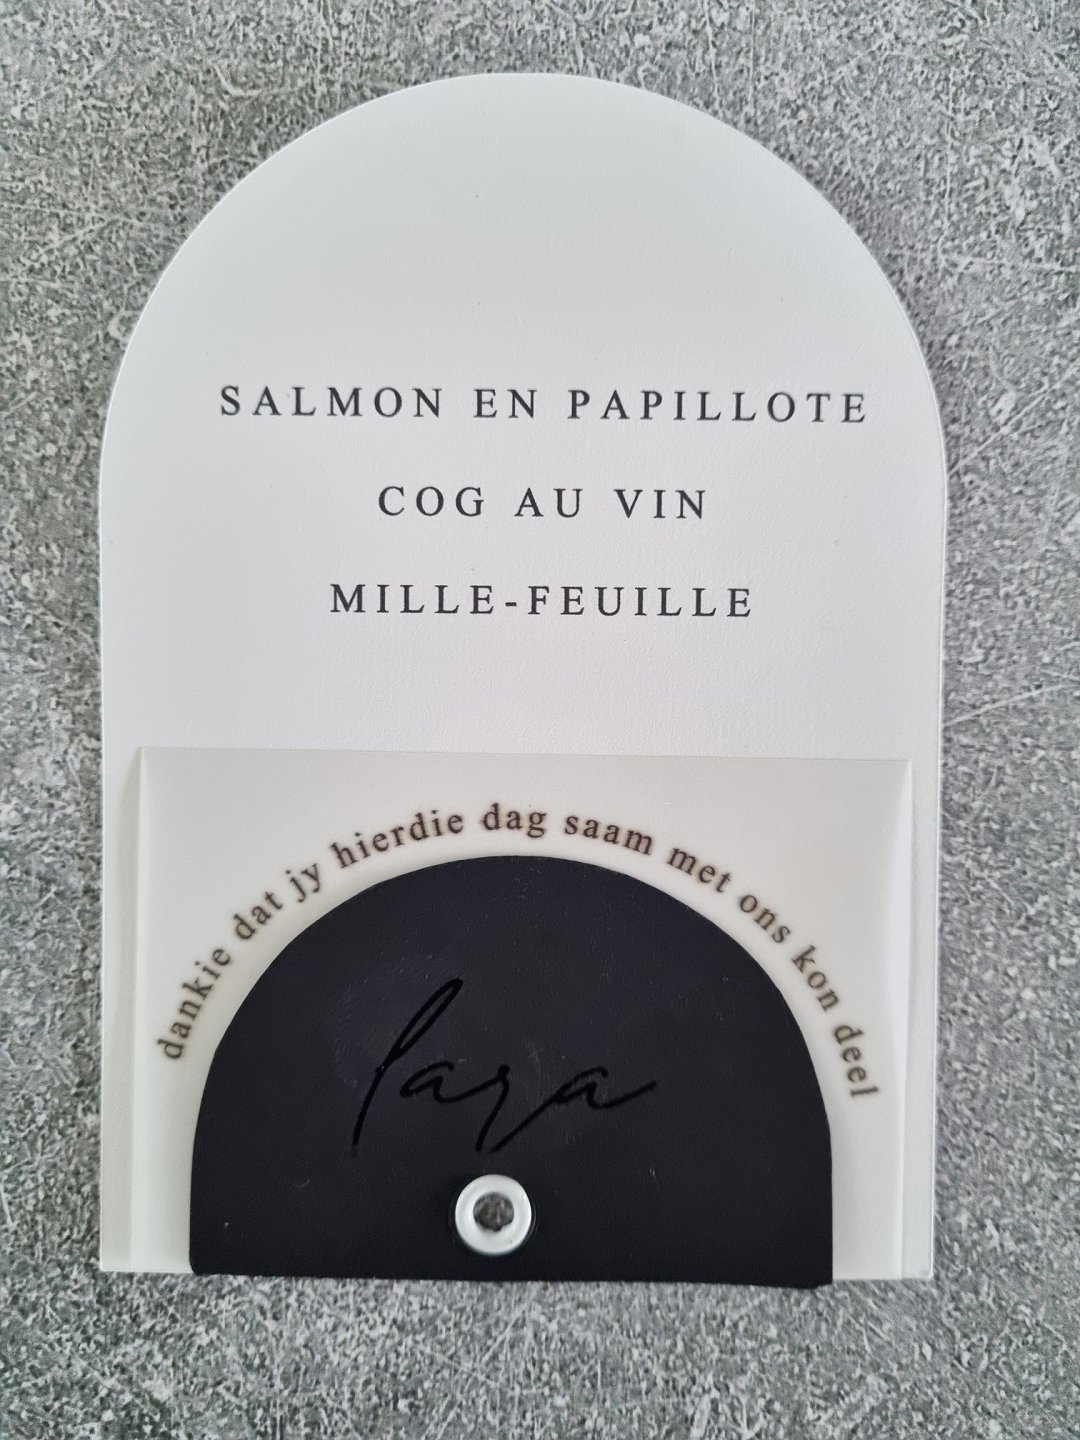 SALMON EN PAPILLOTE
COG AU VIN
MILLE-FEUILLE
dankie dat jy hierdie dag saam met ons kon deel
lara